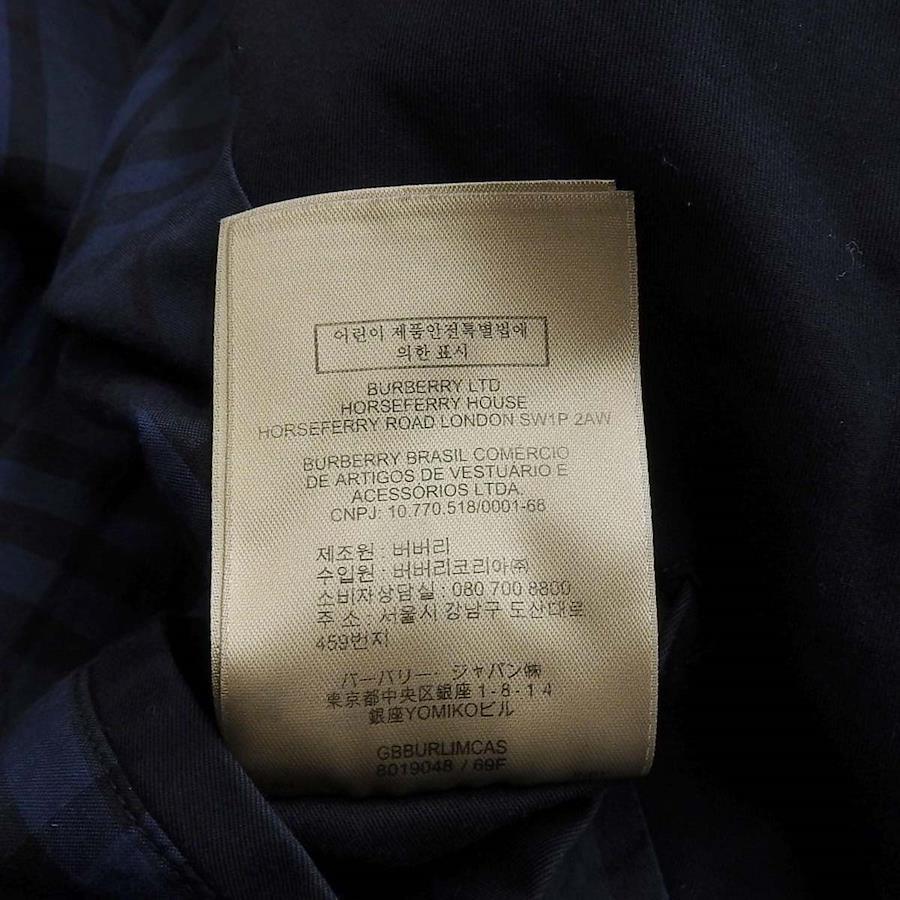 어린이 제품안전특별법에
의한 표시
BURBERRY LTD
HORSEFERRY HOUSE
HORSEFERRY ROAD LONDON SW1P 2AW
BURBERRY BRASIL COMÉRCIO
DE ARTIGOS DE VESTUÁRIO E
ACESSÓRIOS LTDA.
CNPJ: 10.770.518/0001-68
제조원 : 버버리
수입원 : 버버리코리아㈜
소비자상담실 : 080 700 8800
주 소 : 서울시 강남구 도산대로
459번지
バーバリー・ジャパン㈱
東京都中央区銀座 1-8-1 4
銀座YOMIKOビル
GBBURLIMCAS
8019048 / 69F